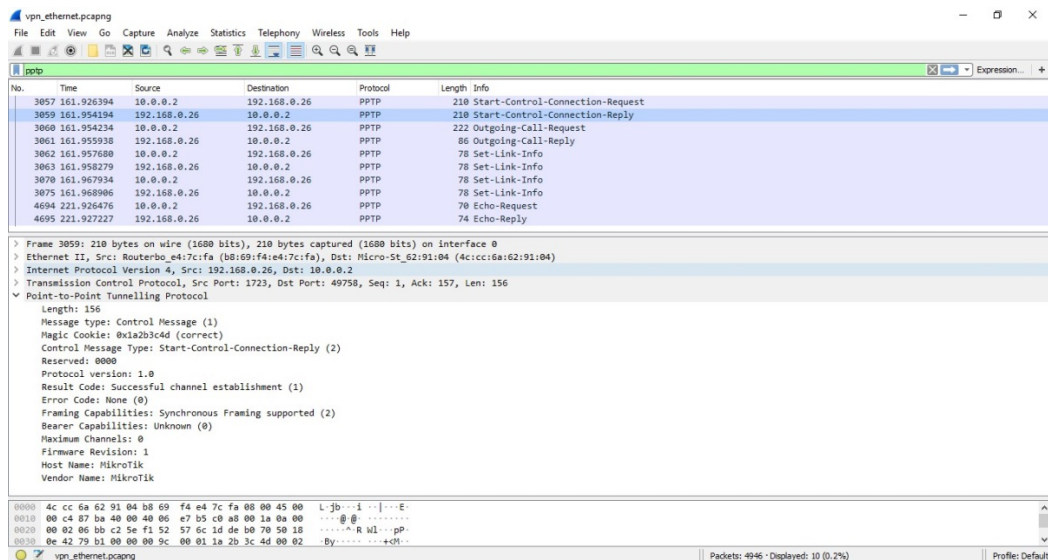 vpn_ethernet.pcapng
File Edit View Go Capture Analyze Statistics Telephony Wireless Tools Help
pptp Expression... +
No. Time Source Destination Protocol Length Info
3057 161.926394 10.0.0.2 192.168.0.26 PPTP 210 Start-Control-Connection-Request
3059 161.954194 192.168.0.26 10.0.0.2 PPTP 210 Start-Control-Connection-Reply
3060 161.954234 10.0.0.2 192.168.0.26 PPTP 222 Outgoing-Call-Request
3061 161.955938 192.168.0.26 10.0.0.2 PPTP 86 Outgoing-Call-Reply
3062 161.957680 10.0.0.2 192.168.0.26 PPTP 78 Set-Link-Info
3063 161.958279 192.168.0.26 10.0.0.2 PPTP 78 Set-Link-Info
3070 161.967934 10.0.0.2 192.168.0.26 PPTP 78 Set-Link-Info
3075 161.968906 192.168.0.26 10.0.0.2 PPTP 78 Set-Link-Info
4694 221.926476 10.0.0.2 192.168.0.26 PPTP 70 Echo-Request
4695 221.927227 192.168.0.26 10.0.0.2 PPTP 74 Echo-Reply
Frame 3059: 210 bytes on wire (1680 bits), 210 bytes captured (1680 bits) on interface 0
Ethernet II, Src: Routerbo_e4:7c:fa (b8:69:f4:e4:7c:fa), Dst: Micro-St_62:91:04 (4c:cc:6a:62:91:04)
Internet Protocol Version 4, Src: 192.168.0.26, Dst: 10.0.0.2
Transmission Control Protocol, Src Port: 1723, Dst Port: 49758, Seq: 1, Ack: 157, Len: 156
Point-to-Point Tunnelling Protocol
Length: 156
Message type: Control Message (1)
Magic Cookie: 0x1a2b3c4d (correct)
Control Message Type: Start-Control-Connection-Reply (2)
Reserved: 0000
Protocol version: 1.0
Result Code: Successful channel establishment (1)
Error Code: None (0)
Framing Capabilities: Synchronous Framing supported (2)
Bearer Capabilities: Unknown (0)
Maximum Channels: 0
Firmware Revision: 1
Host Name: MikroTik
Vendor Name: MikroTik
0000 4c cc 6a 62 91 04 b8 69 f4 e4 7c fa 08 00 45 00 L·jb···i ··|···E·
0010 00 c4 87 ba 40 00 40 06 e7 b5 c0 a8 00 1a 0a 00 ····@·@· ········
0020 00 02 06 bb c2 5e f1 52 57 6c 1d de b0 70 50 18 ·····^·R Wl···pP·
0030 0e 42 79 b1 00 00 00 9c 00 01 1a 2b 3c 4d 00 02 ·By····· ···+<M··
vpn_ethernet.pcapng Packets: 4946 · Displayed: 10 (0.2%) Profile: Default